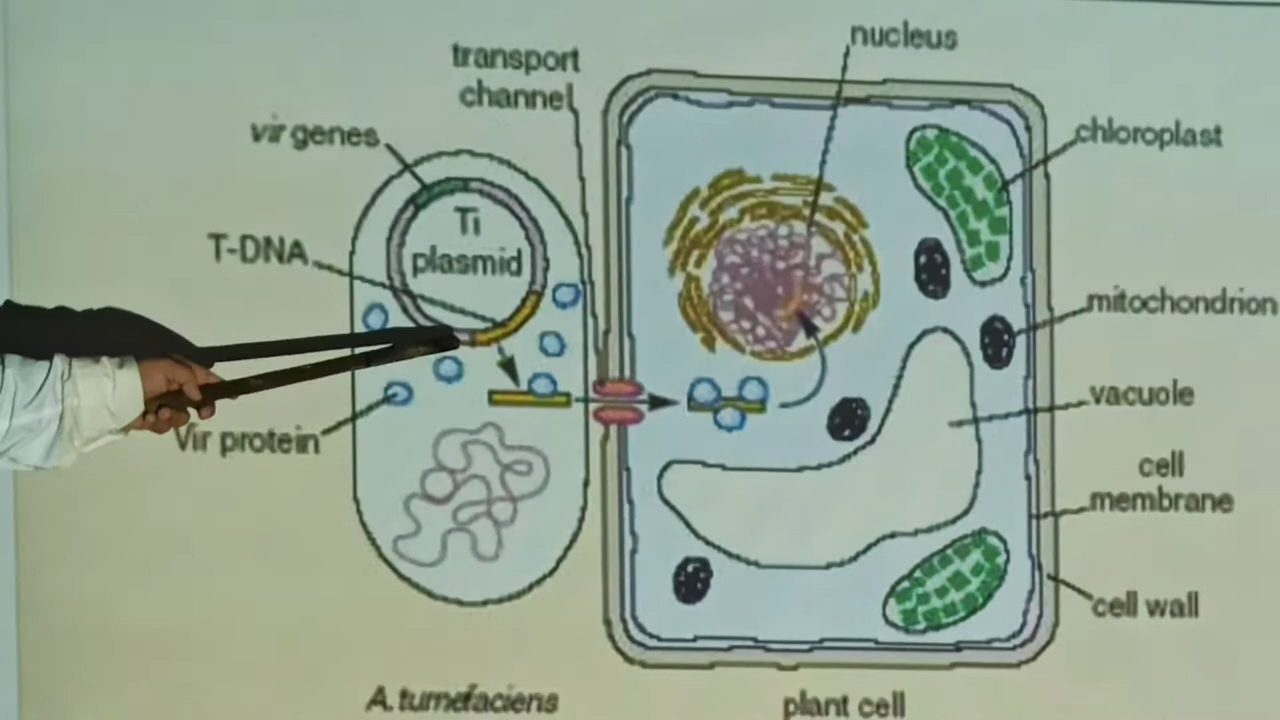 transport
channel
nucleus
vir genes
chloroplast
Ti
plasmid
T-DNA
mitochondrion
vacuole
Vir protein
cell
membrane
cell wall
A. tumefaciens
plant cell